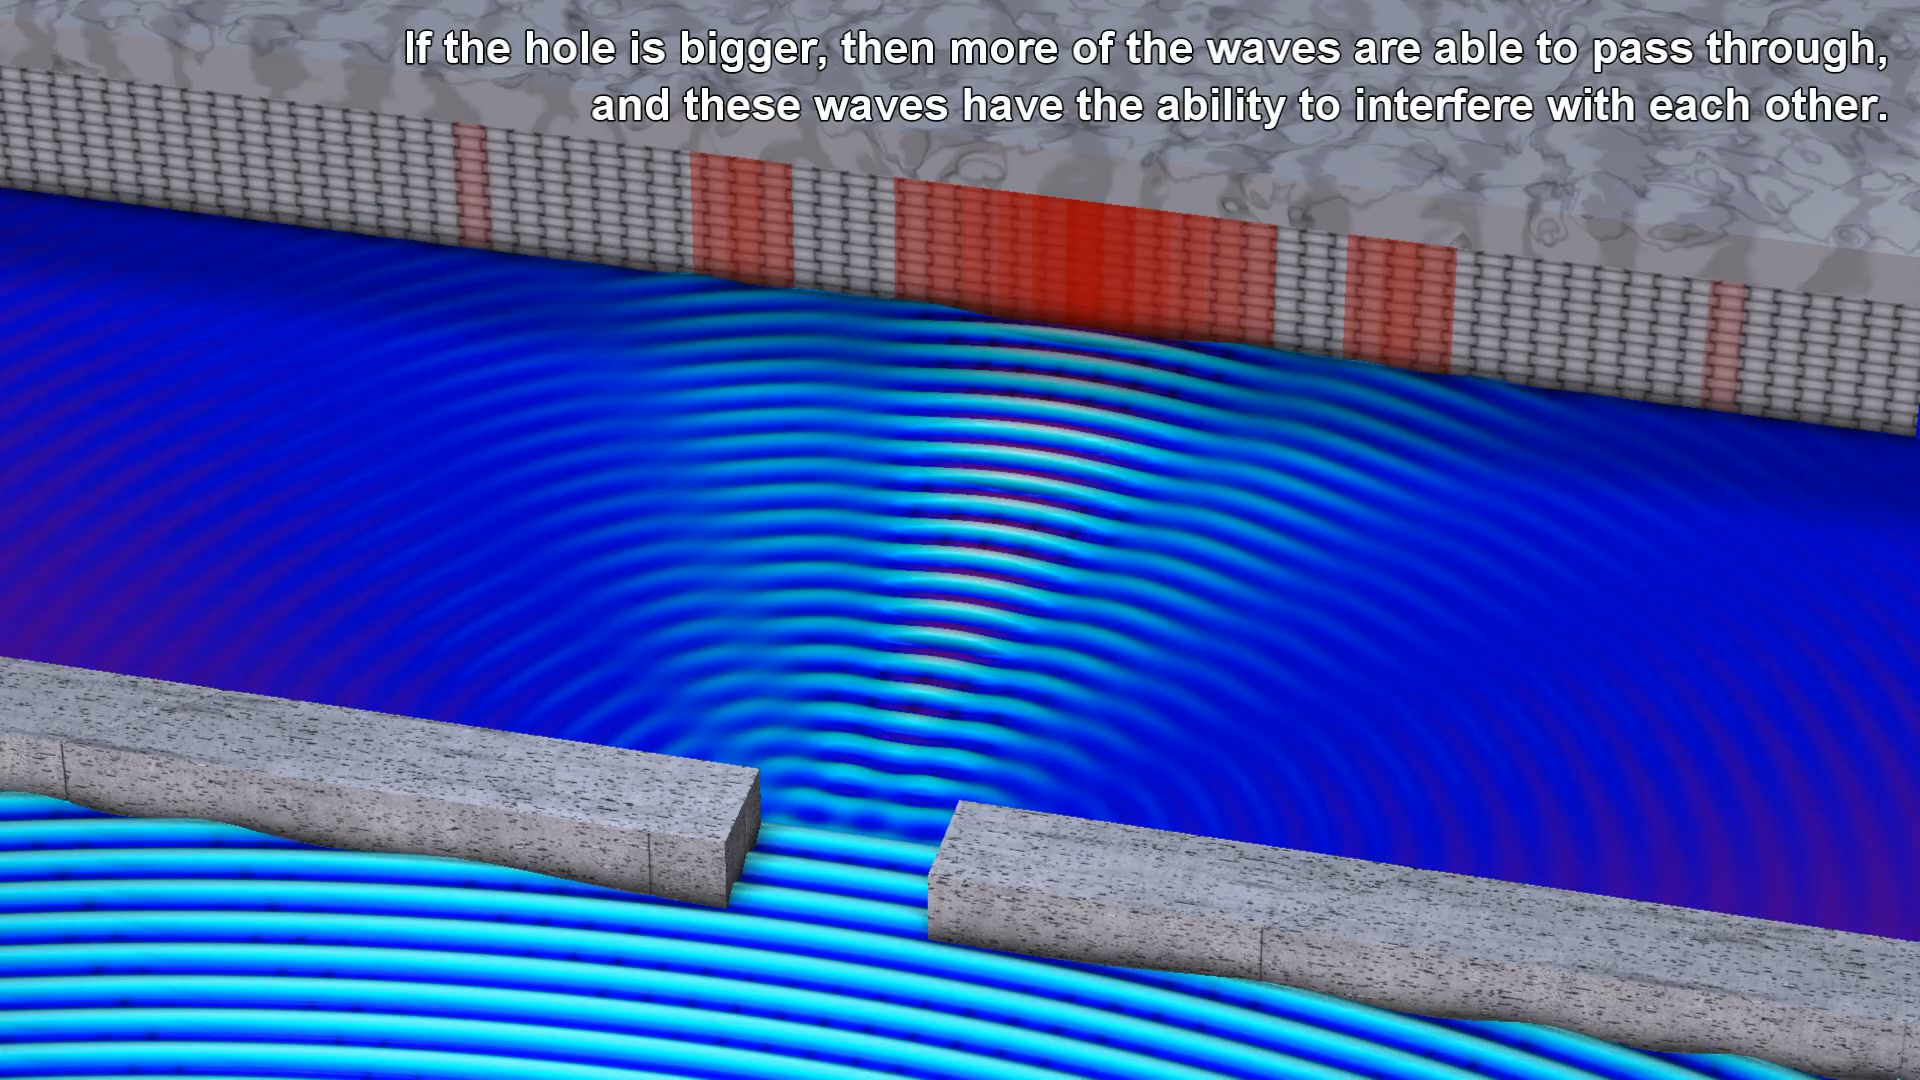 If the hole is bigger, then more of the waves are able to pass through,
and these waves have the ability to interfere with each other.